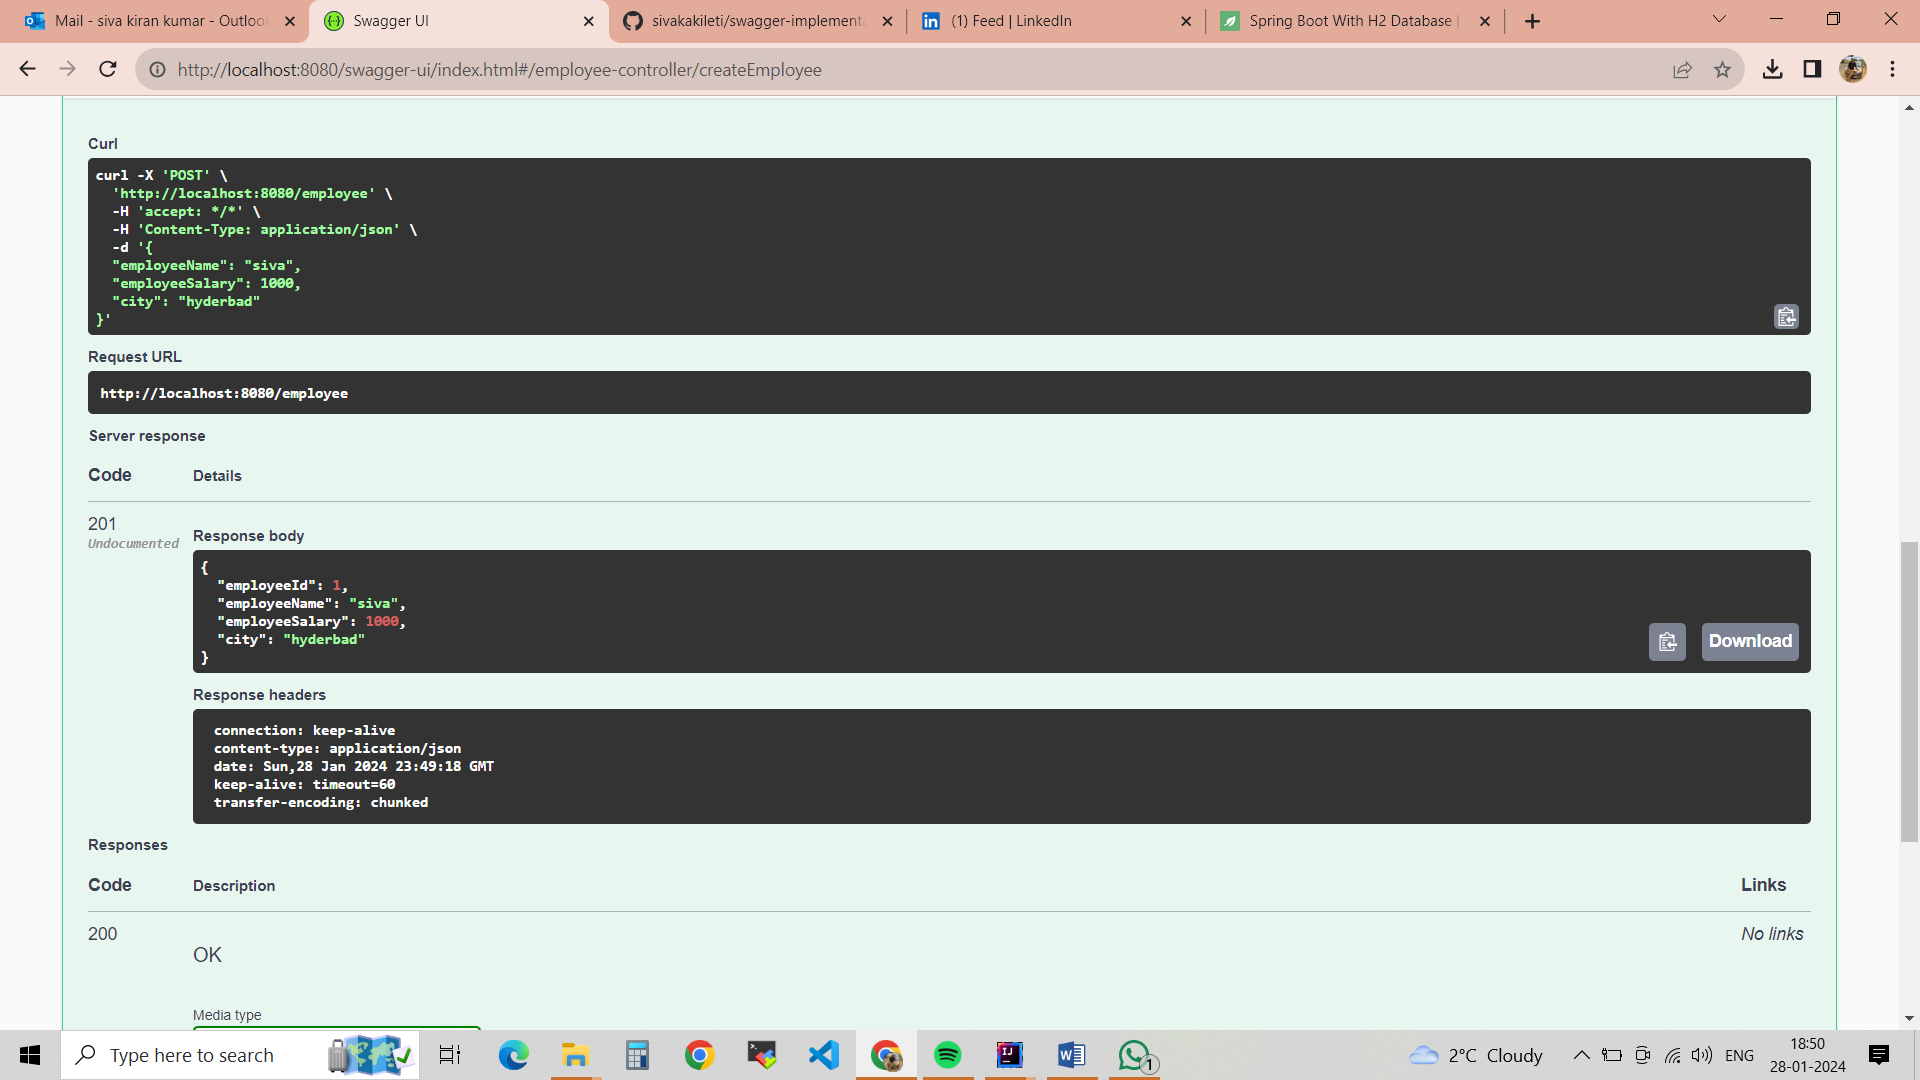 Mail - siva kiran kumar - Outloo
Swagger UI
sivakakileti/swagger-implementa
(1) Feed | LinkedIn
Spring Boot With H2 Database |
http://localhost:8080/swagger-ui/index.html#/employee-controller/createEmployee
Curl
curl -X 'POST' \
'http://localhost:8080/employee' \
-H 'accept: */*' \
-H 'Content-Type: application/json' \
-d '{
"employeeName": "siva",
"employeeSalary": 1000,
"city": "hyderbad"
}'
Request URL
http://localhost:8080/employee
Server response
Code Details
201
Undocumented
Response body
{
"employeeId": 1,
"employeeName": "siva",
"employeeSalary": 1000,
"city": "hyderbad"
}
Download
Response headers
connection: keep-alive
content-type: application/json
date: Sun,28 Jan 2024 23:49:18 GMT
keep-alive: timeout=60
transfer-encoding: chunked
Responses
Code Description Links
200 No links
OK
Media type
Type here to search
1
2°C Cloudy
ENG
18:50
28-01-2024